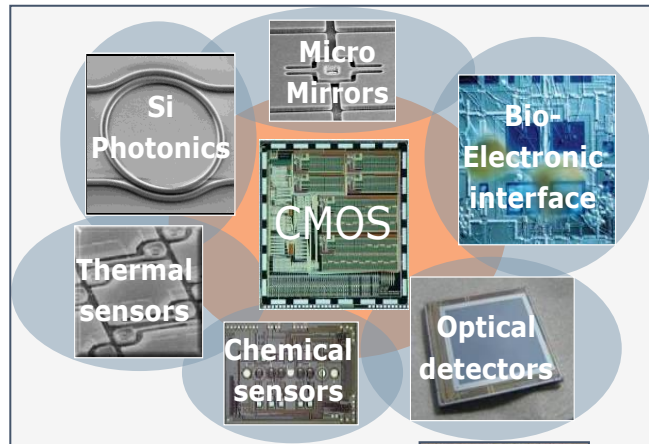 Micro
Mirrors
Si
Photonics
Bio-
Electronic
interface
CMOS
Thermal
sensors
Chemical
sensors
Optical
detectors